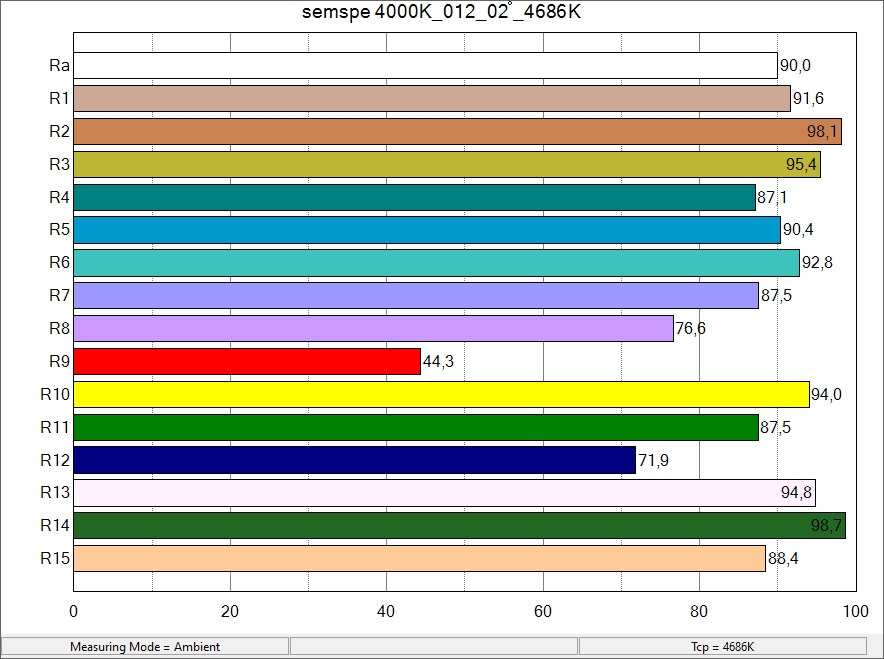 semspe 4000K_012_02°_4686K
Ra 90,0
R1 91,6
R2 98,1
R3 95,4
R4 87,1
R5 90,4
R6 92,8
R7 87,5
R8 76,6
R9 44,3
R10 94,0
R11 87,5
R12 71,9
R13 94,8
R14 98,7
R15 88,4
0 20 40 60 80 100
Measuring Mode = Ambient Tcp = 4686K